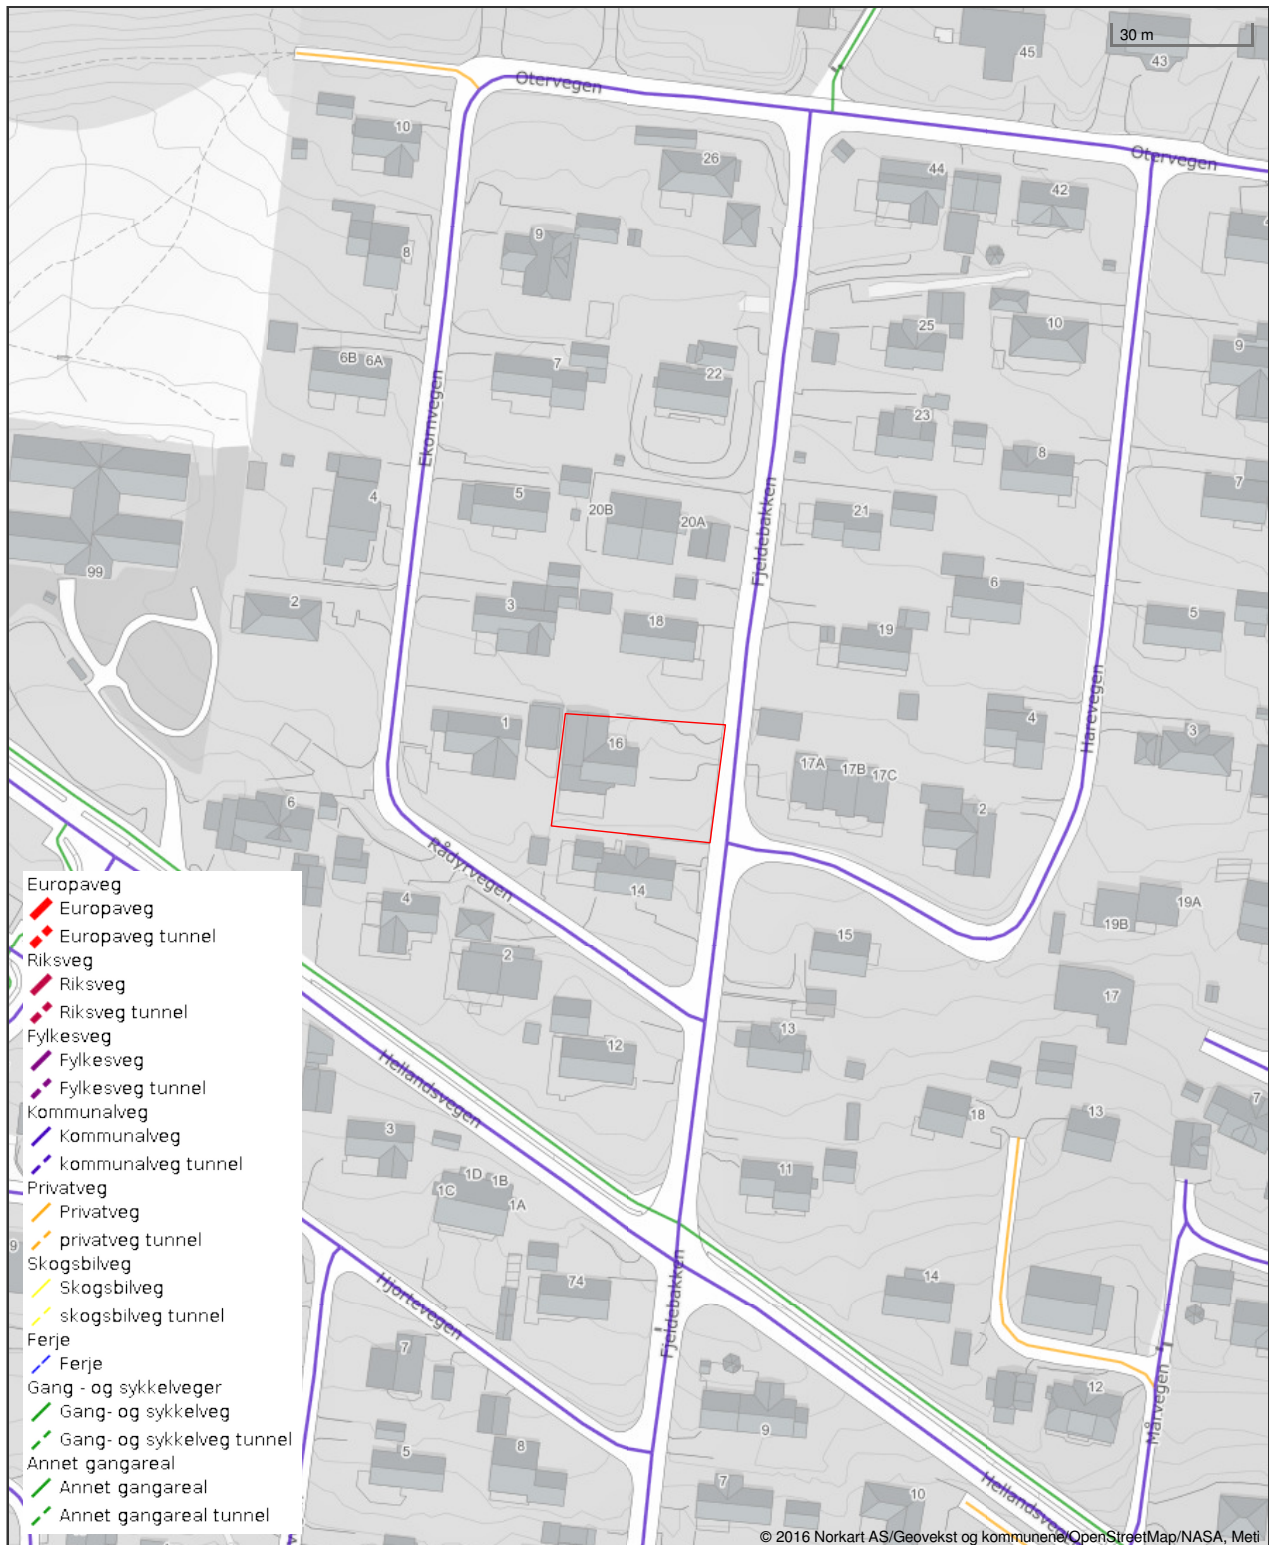 30 m
45
43
Otervegen
10
26
Otervegen
44
42
9
8
25
10
6B 6A
7
22
9
Ekornvegen
23
8
4
5
20B
20A
21
7
Fjeldebakken
99
2
3
18
6
19
5
1
16
4
3
Harevegen
17A
17B
17C
6
2
Rådyrvegen
14
4
19A
19B
2
15
17
12
13
Hellandsvegen
18
13
7
3
1D
1B
1C
1A
11
9
74
14
Hjortevegen
Fjeldebakken
7
12
Mårvegen
9
5
8
7
10
Hellandsvegen
Europaveg
Europaveg
Europaveg tunnel
Riksveg
Riksveg
Riksveg tunnel
Fylkesveg
Fylkesveg
Fylkesveg tunnel
Kommunalveg
Kommunalveg
kommunalveg tunnel
Privatveg
Privatveg
privatveg tunnel
Skogsbilveg
Skogsbilveg
skogsbilveg tunnel
Ferje
Ferje
Gang - og sykkelveger
Gang- og sykkelveg
Gang- og sykkelveg tunnel
Annet gangareal
Annet gangareal
Annet gangareal tunnel
© 2016 Norkart AS/Geovekst og kommunene/OpenStreetMap/NASA, Meti